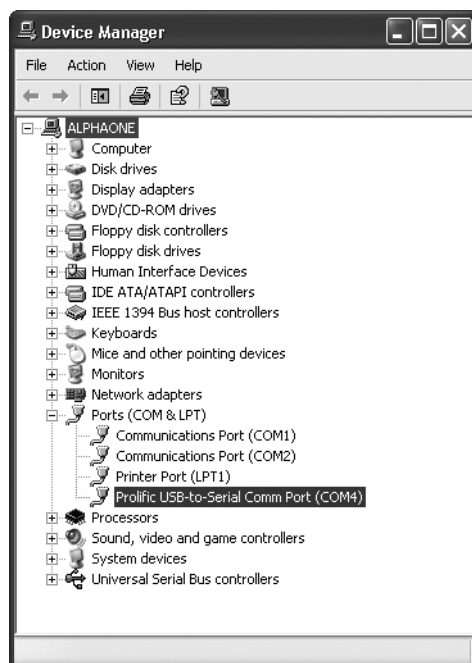 Device Manager
File Action View Help
ALPHAONE
Computer
Disk drives
Display adapters
DVD/CD-ROM drives
Floppy disk controllers
Floppy disk drives
Human Interface Devices
IDE ATA/ATAPI controllers
IEEE 1394 Bus host controllers
Keyboards
Mice and other pointing devices
Monitors
Network adapters
Ports (COM & LPT)
Communications Port (COM1)
Communications Port (COM2)
Printer Port (LPT1)
Prolific USB-to-Serial Comm Port (COM4)
Processors
Sound, video and game controllers
System devices
Universal Serial Bus controllers